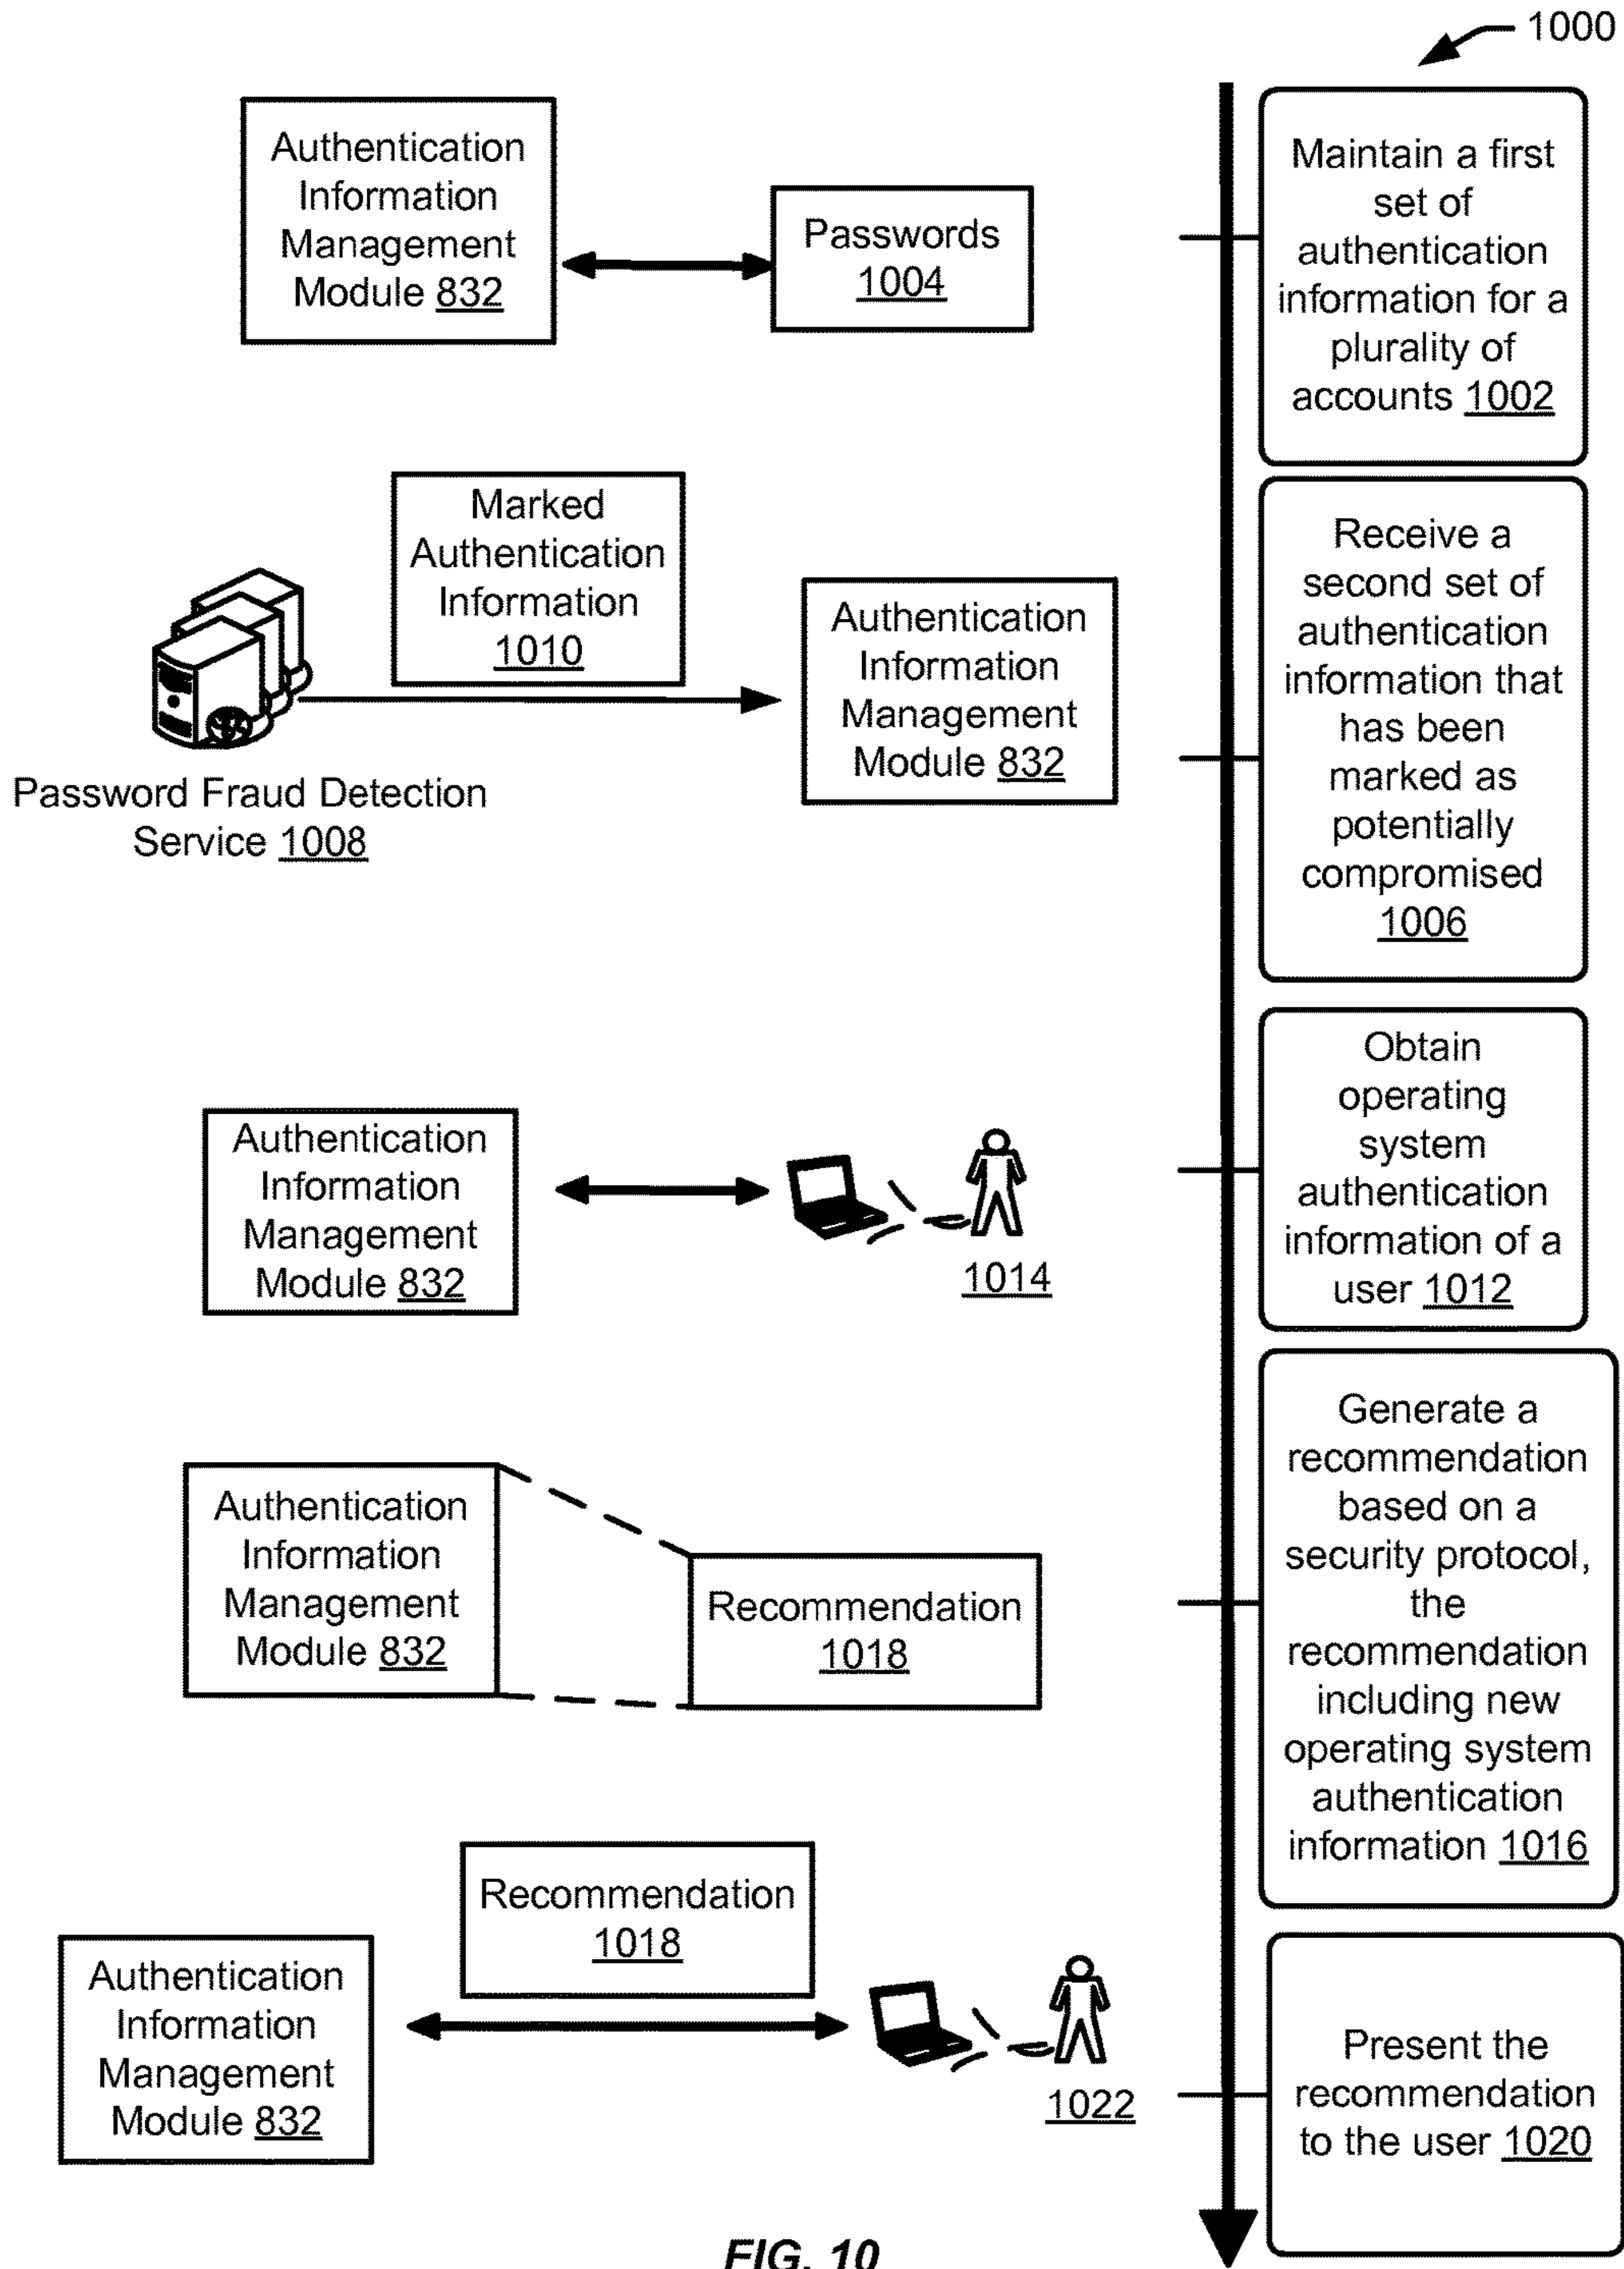 1000
Authentication
Information
Management
Module 832
Passwords
1004
Maintain a first
set of
authentication
information for a
plurality of
accounts 1002
Marked
Authentication
Information
1010
Password Fraud Detection
Service 1008
Authentication
Information
Management
Module 832
Receive a
second set of
authentication
information that
has been
marked as
potentially
compromised
1006
Authentication
Information
Management
Module 832
1014
Obtain
operating
system
authentication
information of a
user 1012
Authentication
Information
Management
Module 832
Recommendation
1018
Generate a
recommendation
based on a
security protocol,
the
recommendation
including new
operating system
authentication
information 1016
Authentication
Information
Management
Module 832
Recommendation
1018
1022
Present the
recommendation
to the user 1020
FIG. 10